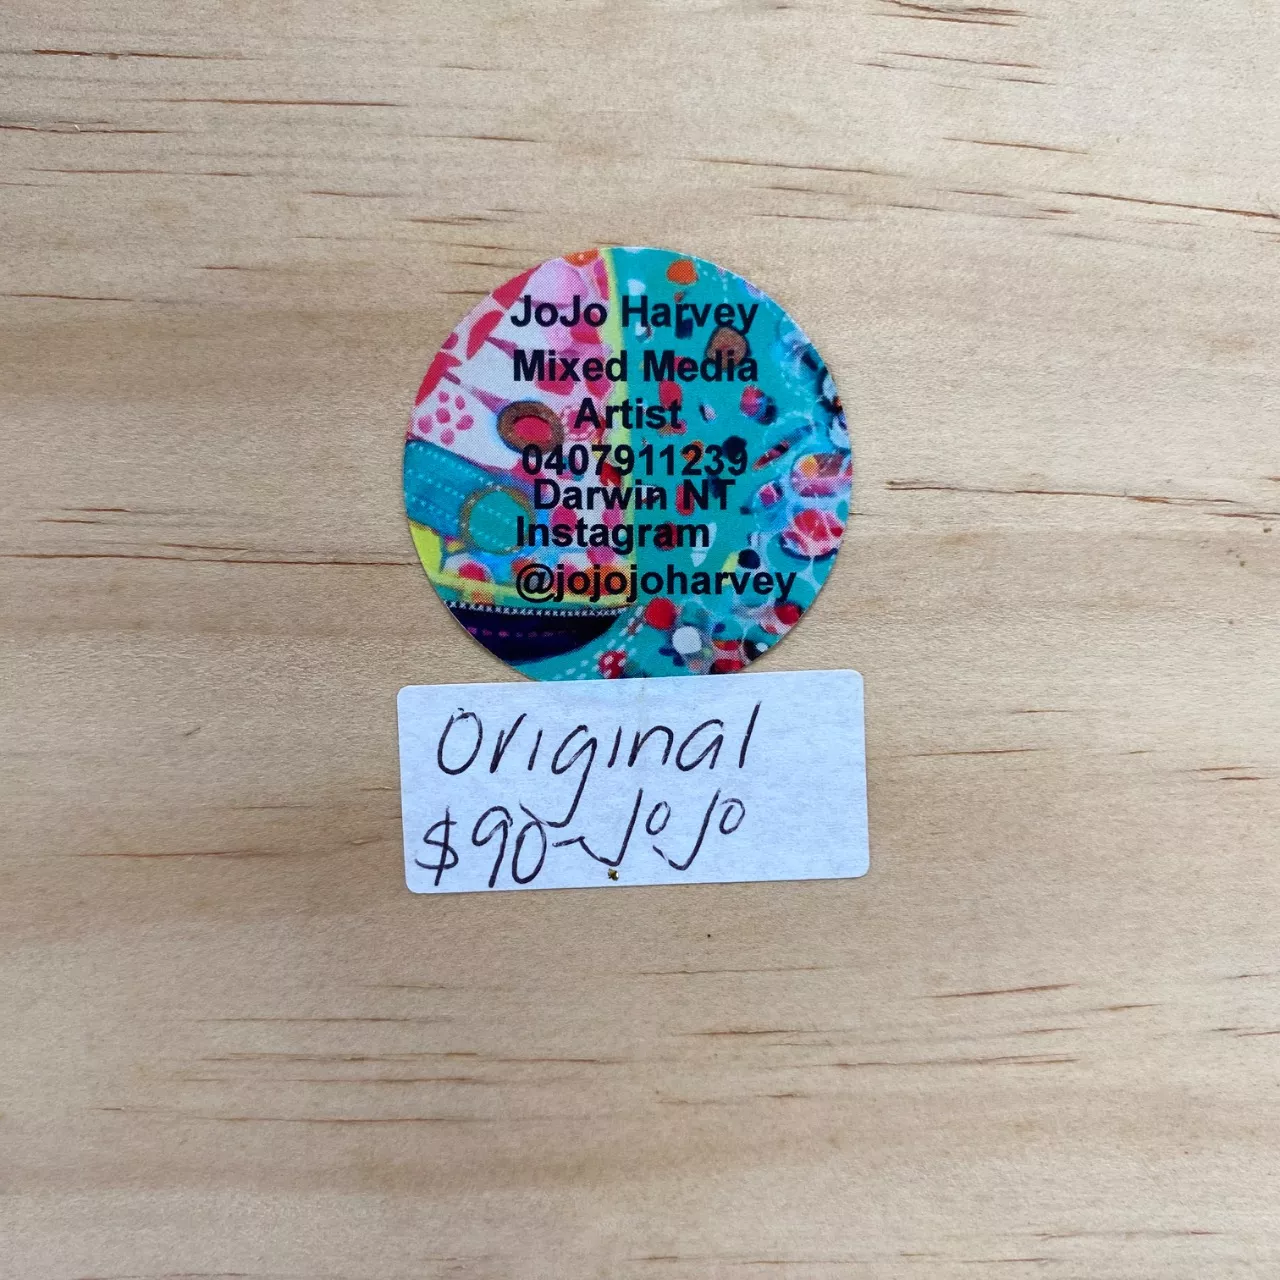 JoJo Harvey
Mixed Media
Artist
0407911239
Darwin NT
Instagram
@jojojoharvey
Original
$90- JoJo